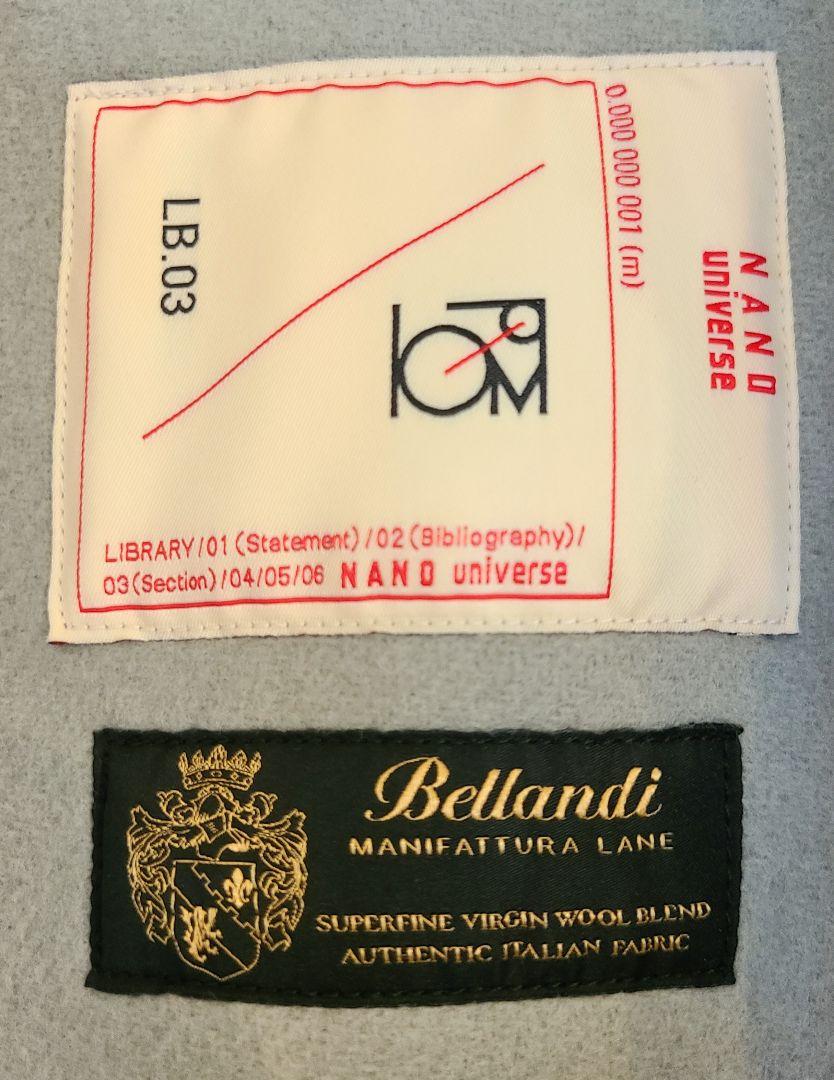 NANO
universe
0.000 000 001 (m)
LB.03
LIBRARY/01 (Statement)/02 (Bibliography)/
03(Section)/04/05/06 NANO universe
Bellandi
MANIFATTURA LANE
SUPERFINE VIRGIN WOOL BLEND
AUTHENTIC ITALIAN FABRIC